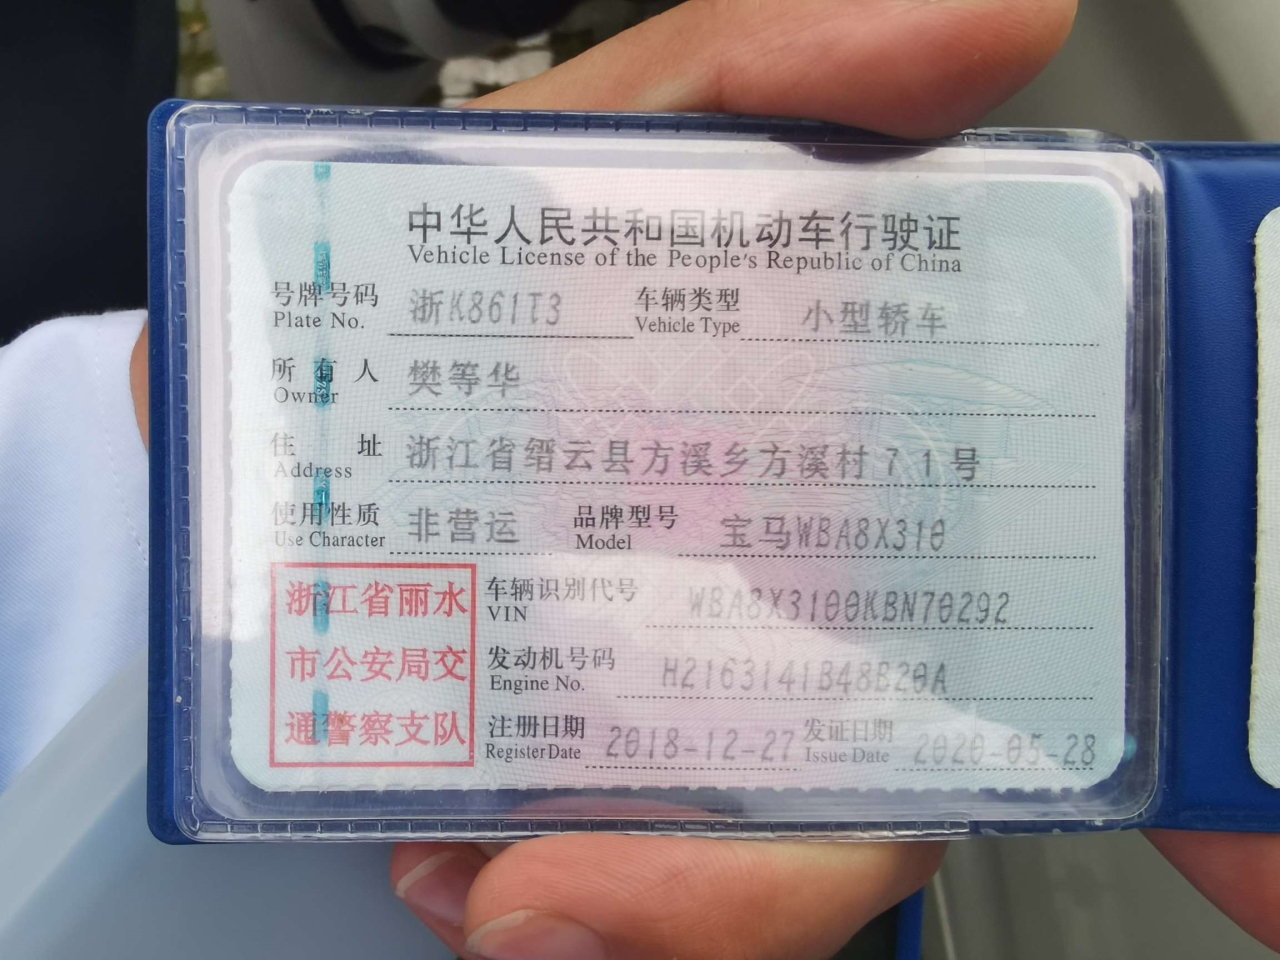 中华人民共和国机动车行驶证
Vehicle License of the People's Republic of China
号牌号码 浙K861T3 车辆类型 小型轿车
Plate No. Vehicle Type
所有人 樊等华
Owner
住址 浙江省缙云县方溪乡方溪村71号
Address
使用性质 非营运 品牌型号 宝马WBA8X310
Use Character Model
浙江省丽水
市公安局交
通警察支队
车辆识别代号 WBA8X3100KBN70292
VIN
发动机号码 H2163141B48B20A
Engine No.
注册日期 2018-12-27 发证日期 2020-05-28
Register Date Issue Date